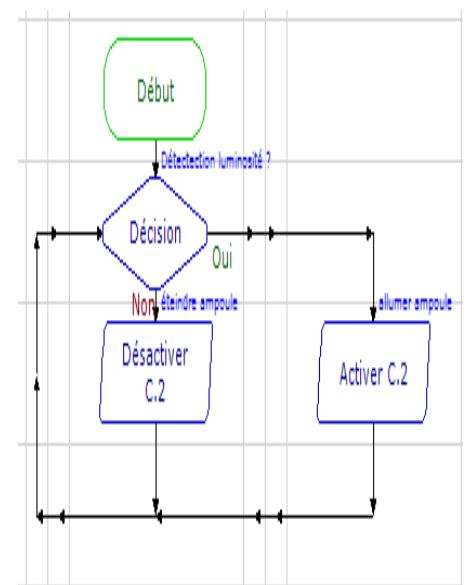 Début
Détectection luminosité ?
Décision
Oui
Non
éteindre ampoule
allumer ampoule
Désactiver
C.2
Activer C.2